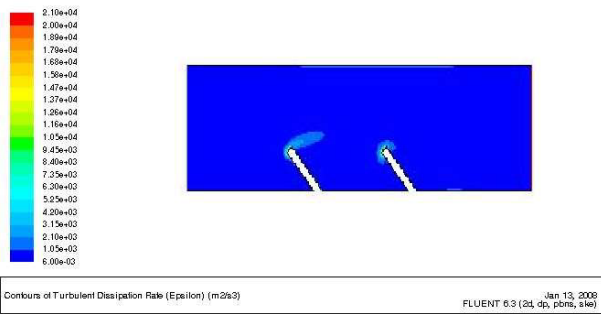 2.10e+04
2.00e+04
1.89e+04
1.79e+04
1.68e+04
1.58e+04
1.47e+04
1.37e+04
1.26e+04
1.16e+04
1.05e+04
9.45e+03
8.40e+03
7.35e+03
6.30e+03
5.25e+03
4.20e+03
3.15e+03
2.10e+03
1.05e+03
6.00e-03
Contours of Turbulent Dissipation Rate (Epsilon) (m2/s3)
Jan 13, 2008
FLUENT 6.3 (2d, dp, pbns, ske)